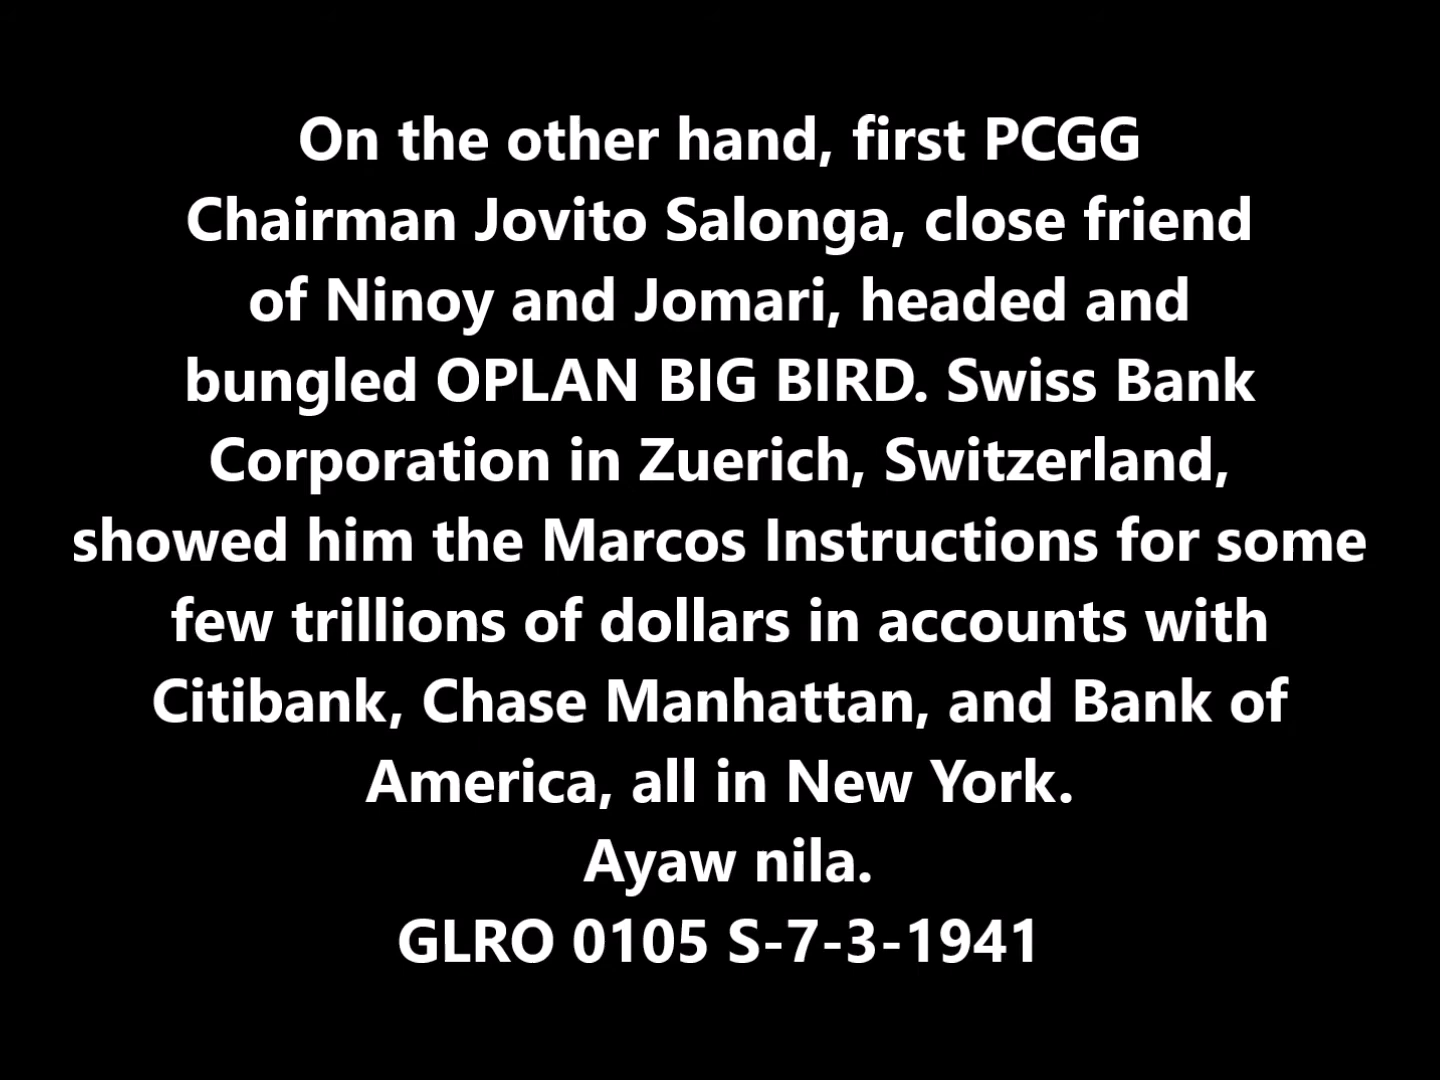 On the other hand, first PCGG
Chairman Jovito Salonga, close friend
of Ninoy and Jomari, headed and
bungled OPLAN BIG BIRD. Swiss Bank
Corporation in Zuerich, Switzerland,
showed him the Marcos Instructions for some
few trillions of dollars in accounts with
Citibank, Chase Manhattan, and Bank of
America, all in New York.
Ayaw nila.
GLRO 0105 S-7-3-1941